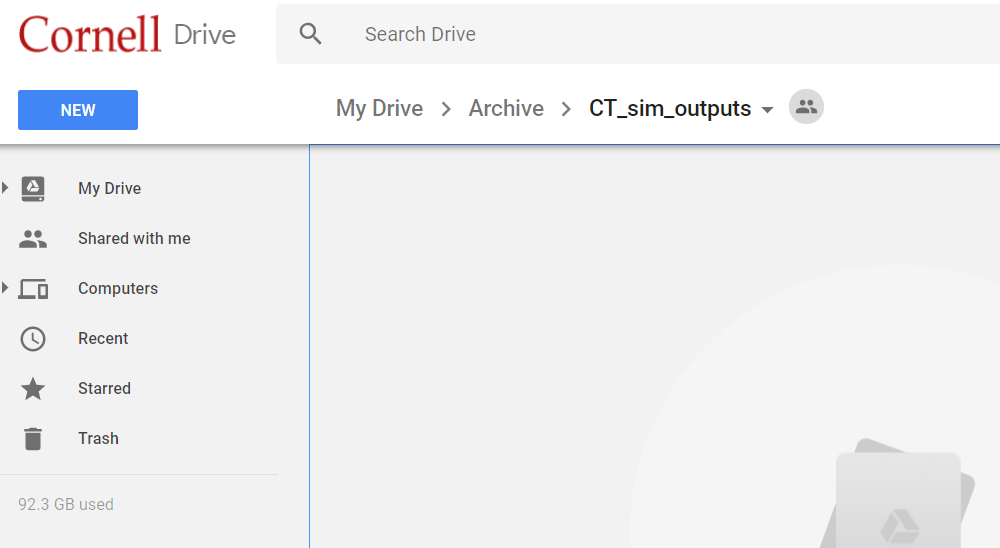 Cornell Drive
Search Drive
NEW
My Drive > Archive > CT_sim_outputs
My Drive
Shared with me
Computers
Recent
Starred
Trash
92.3 GB used